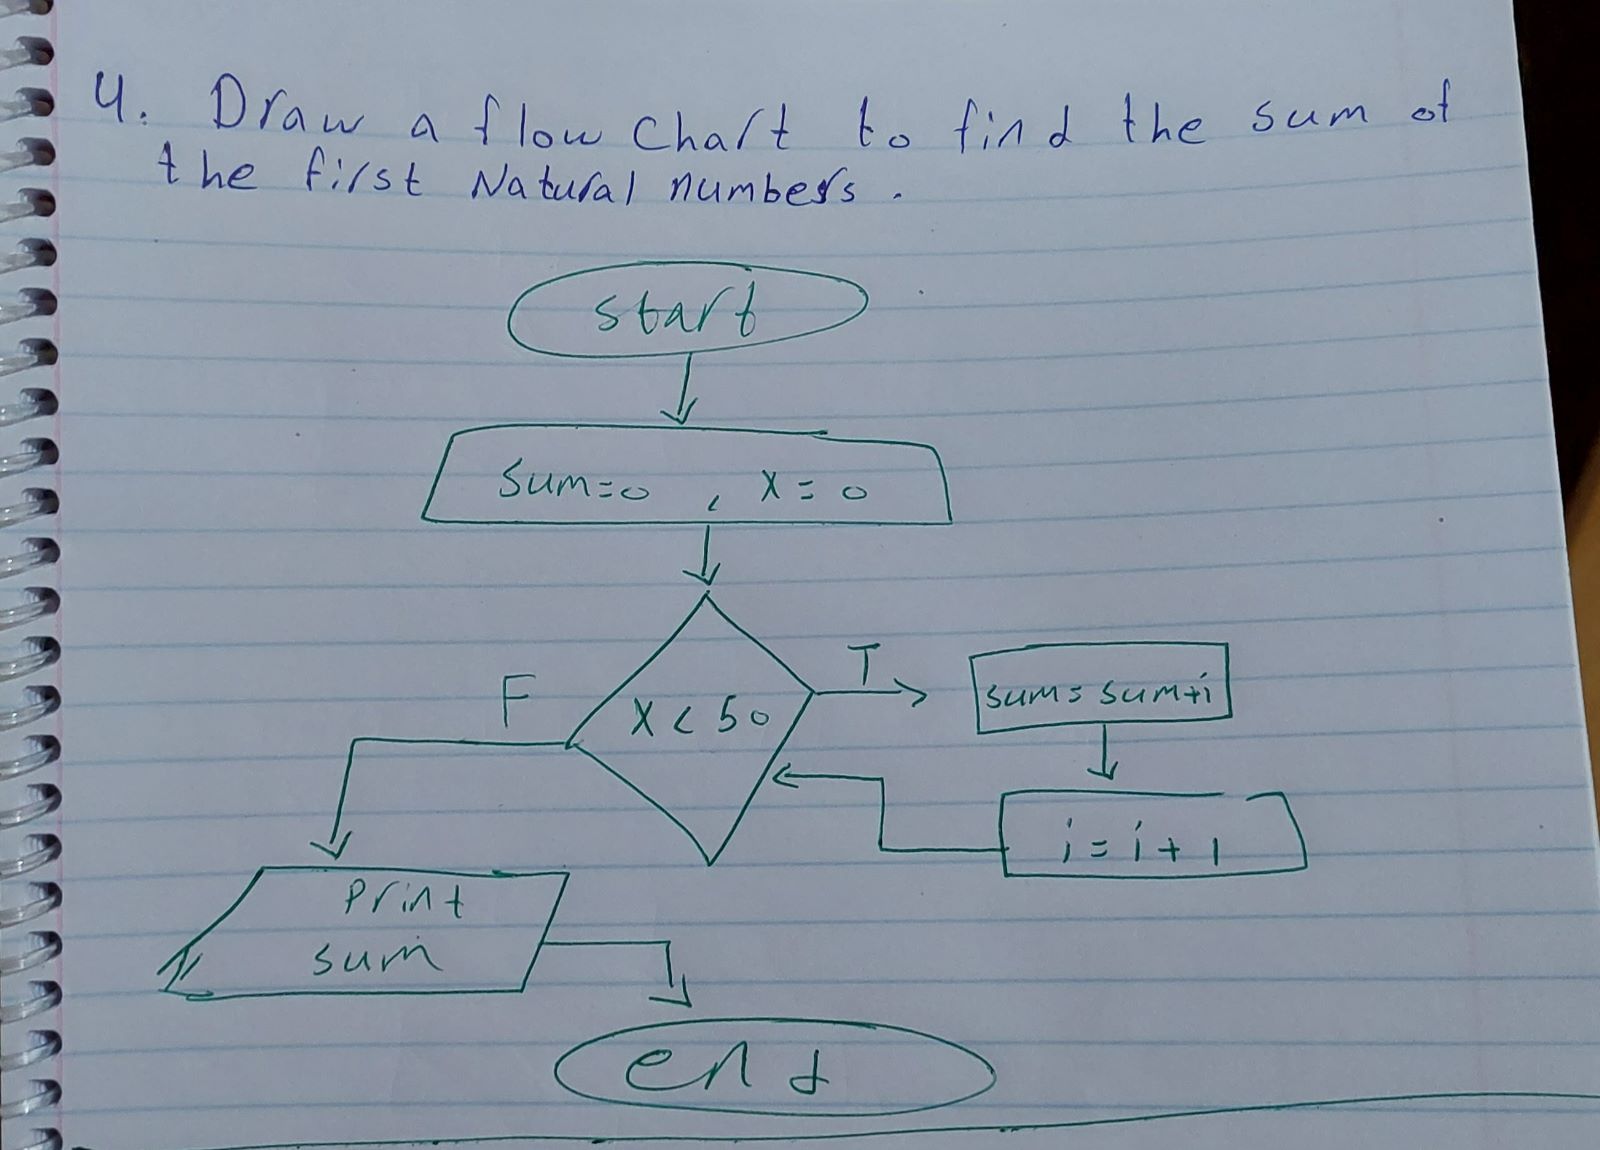 4. Draw a flow Chart to find the sum of
the first Natural numbers.
start
Sum=0 , X=0
X<50
T
F
sum=sum+i
i=i+1
Print
sum
end